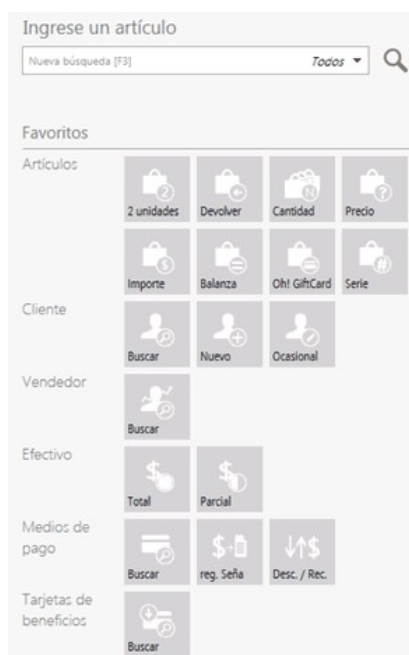 Ingrese un artículo
Nueva búsqueda [F3] Todos
Favoritos
Artículos
2 unidades Devolver Cantidad Precio
Importe Balanza Oh! GiftCard Serie
Cliente
Buscar Nuevo Ocasional
Vendedor
Buscar
Efectivo
Total Parcial
Medios de
pago
Buscar reg. Seña Desc. / Rec.
Tarjetas de
beneficios
Buscar